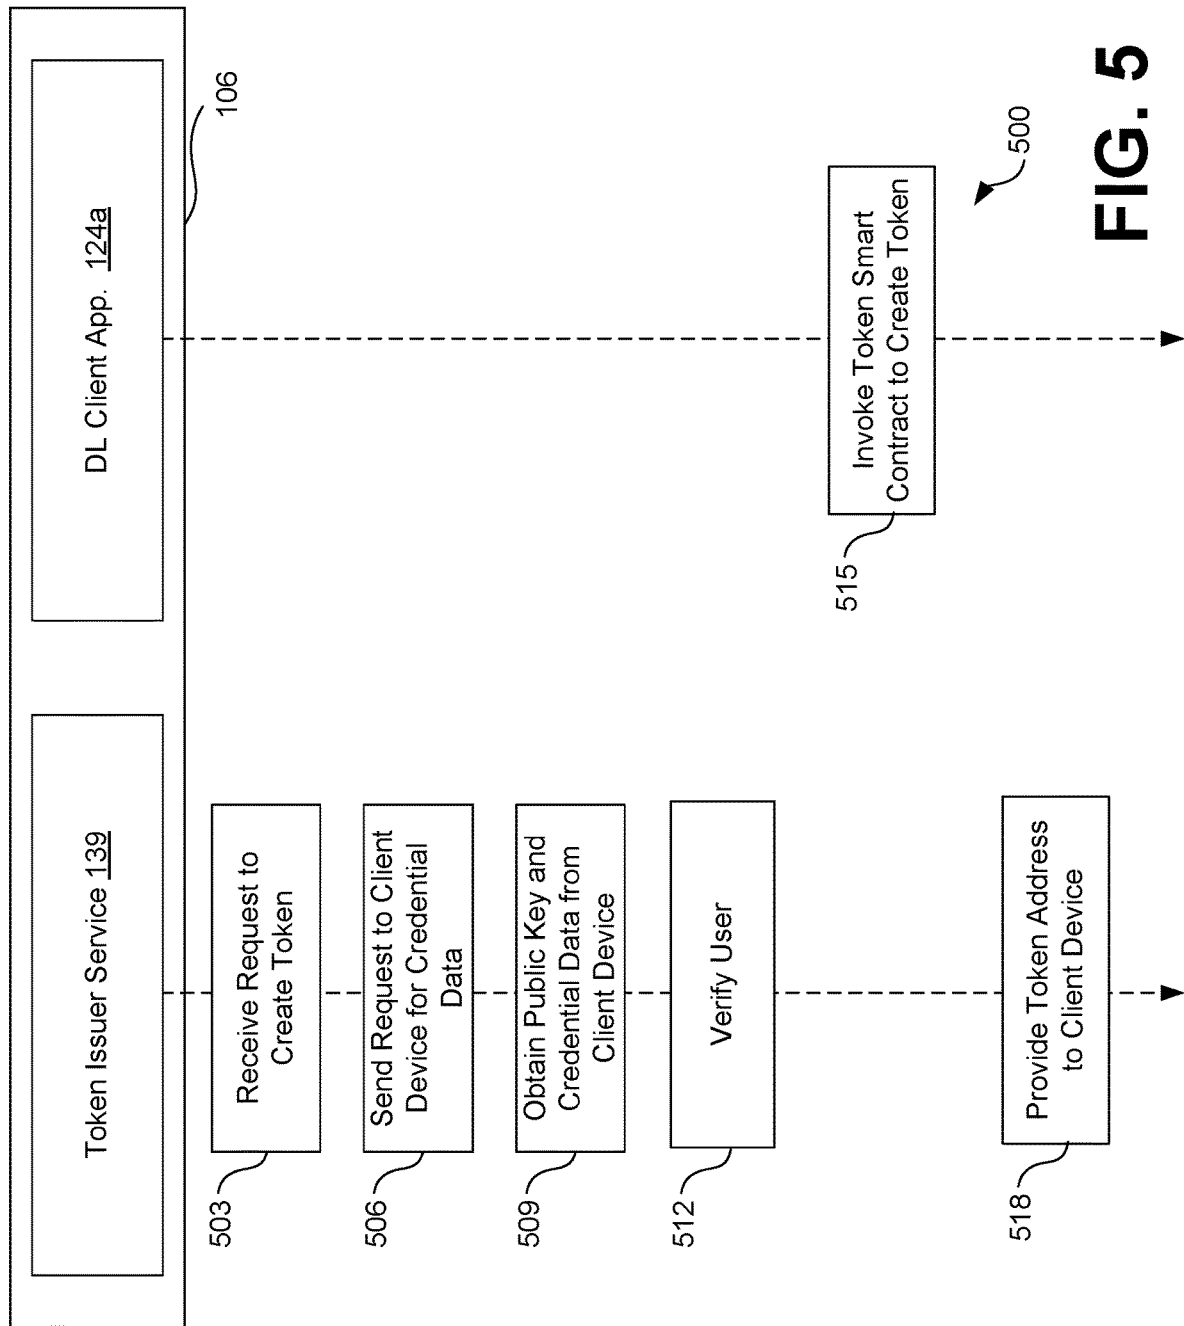 Token Issuer Service 139
DL Client App. 124a
106
503
Receive Request to
Create Token
506
Send Request to Client
Device for Credential
Data
509
Obtain Public Key and
Credential Data from
Client Device
512
Verify User
515
Invoke Token Smart
Contract to Create Token
518
Provide Token Address
to Client Device
500
FIG. 5